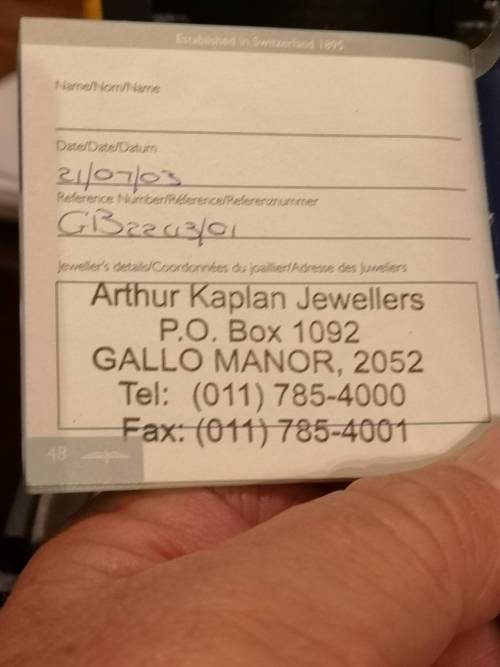 Established in Switzerland 1895
Name/Nom/Name
Date/Date/Datum
21/07/03
Reference Number/Référence/Referenznummer
GB22a3/01
Jeweller's details/Coordonnées du joaillier/Adresse des Juweliers
Arthur Kaplan Jewellers
P.O. Box 1092
GALLO MANOR, 2052
Tel: (011) 785-4000
Fax: (011) 785-4001
48